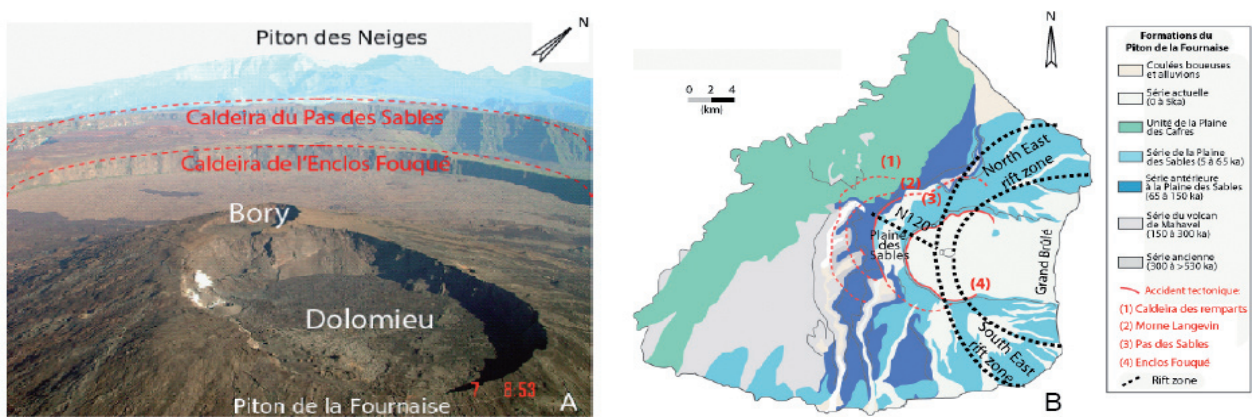 N
Piton des Neiges
Caldeira du Pas des Sables
Caldeira de l'Enclos Fouqué
Bory
Dolomieu
7 8:53
Piton de la Fournaise
A
N
0 2 4
(km)
(1)
(2)
(3)
North East
rift zone
N120°
Plaine
des
Sables
Grand Brûlé
(4)
South East
rift zone
B
Formations du
Piton de la Fournaise
Coulées boueuses
et alluvions
Série actuelle
(0 à 5ka)
Unité de la Plaine
des Cafres
Série de la Plaine
des Sables (5 à 65 ka)
Série antérieure
à la Plaine des Sables
(65 à 150 ka)
Série du volcan
de Mahavel
(150 à 300 ka)
Série ancienne
(300 à >530 ka)
Accident tectonique:
(1) Caldeira des remparts
(2) Morne Langevin
(3) Pas des Sables
(4) Enclos Fouqué
Rift zone